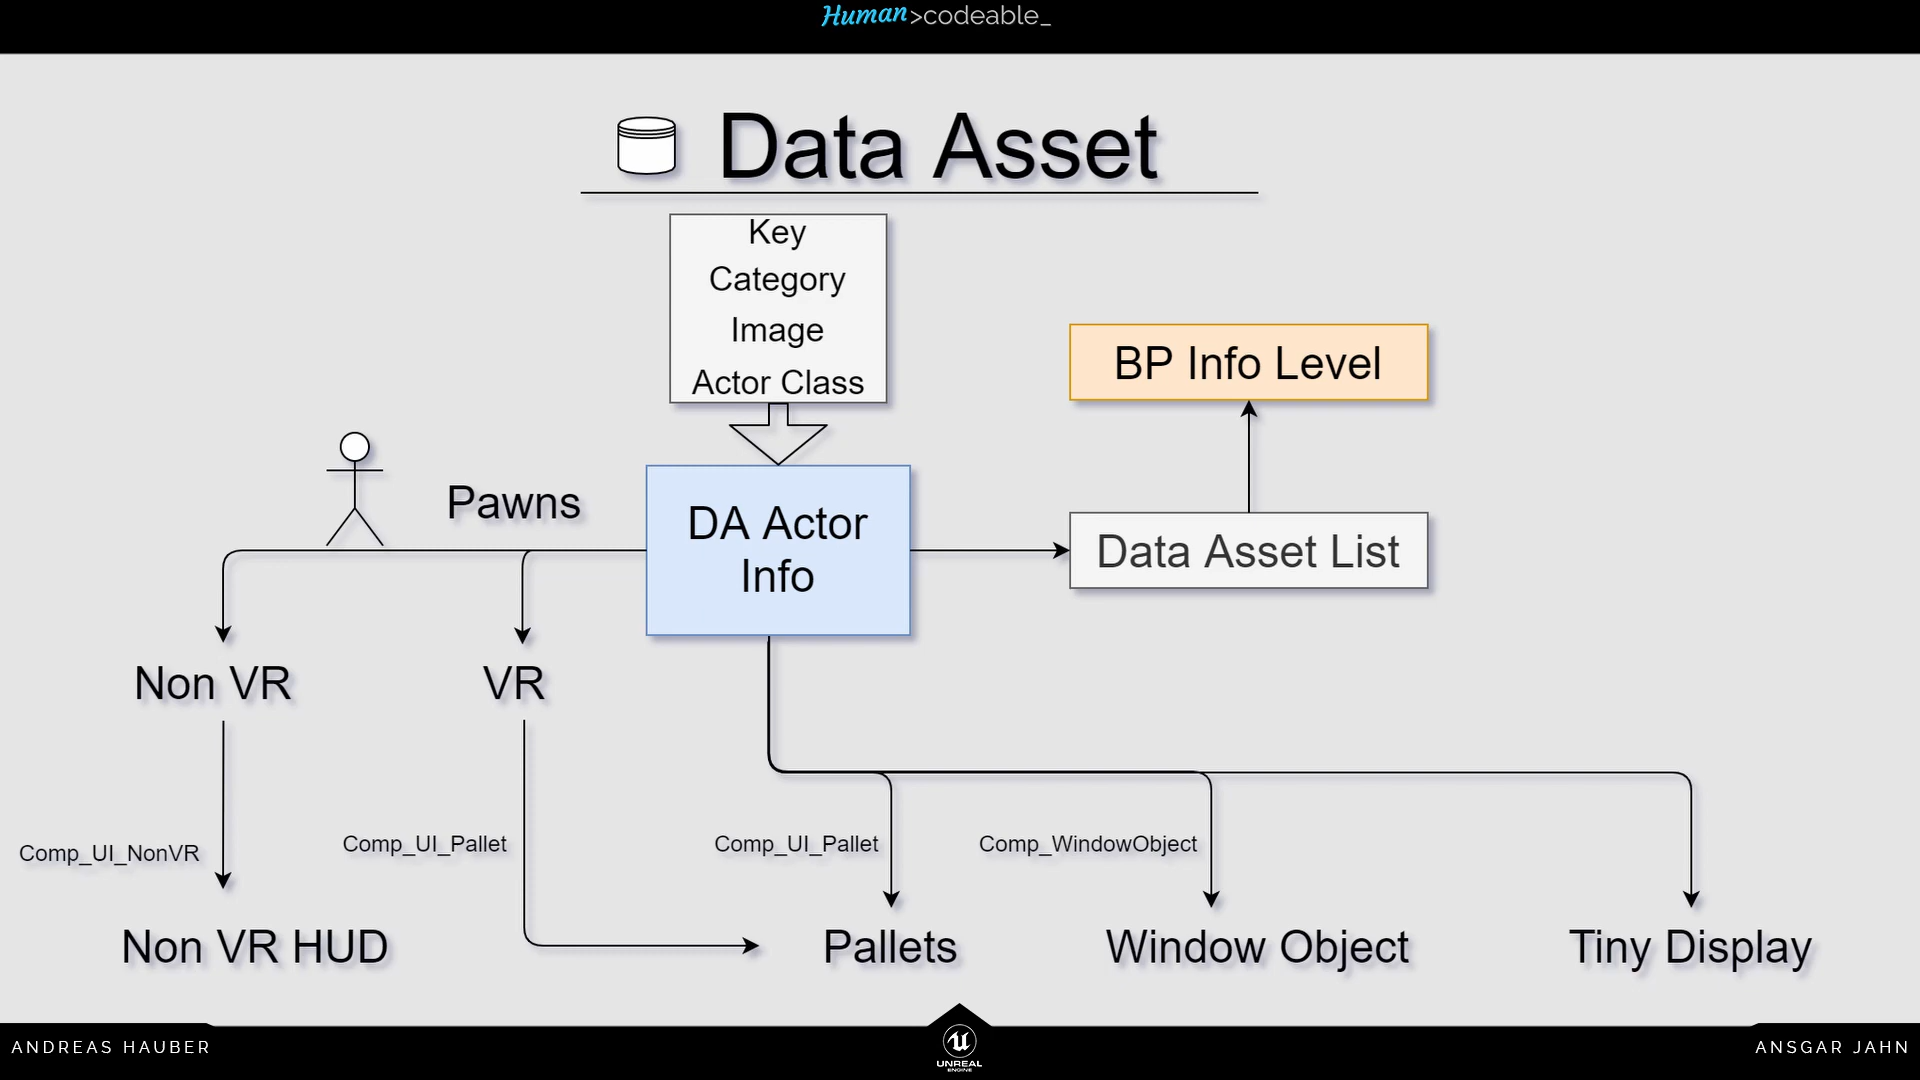 Human>codeable_
Data Asset
Key
Category
Image
Actor Class
BP Info Level
Pawns
DA Actor
Info
Data Asset List
Non VR
VR
Comp_UI_NonVR
Comp_UI_Pallet
Comp_UI_Pallet
Comp_WindowObject
Non VR HUD
Pallets
Window Object
Tiny Display
ANDREAS HAUBER
UNREAL
ENGINE
ANSGAR JAHN